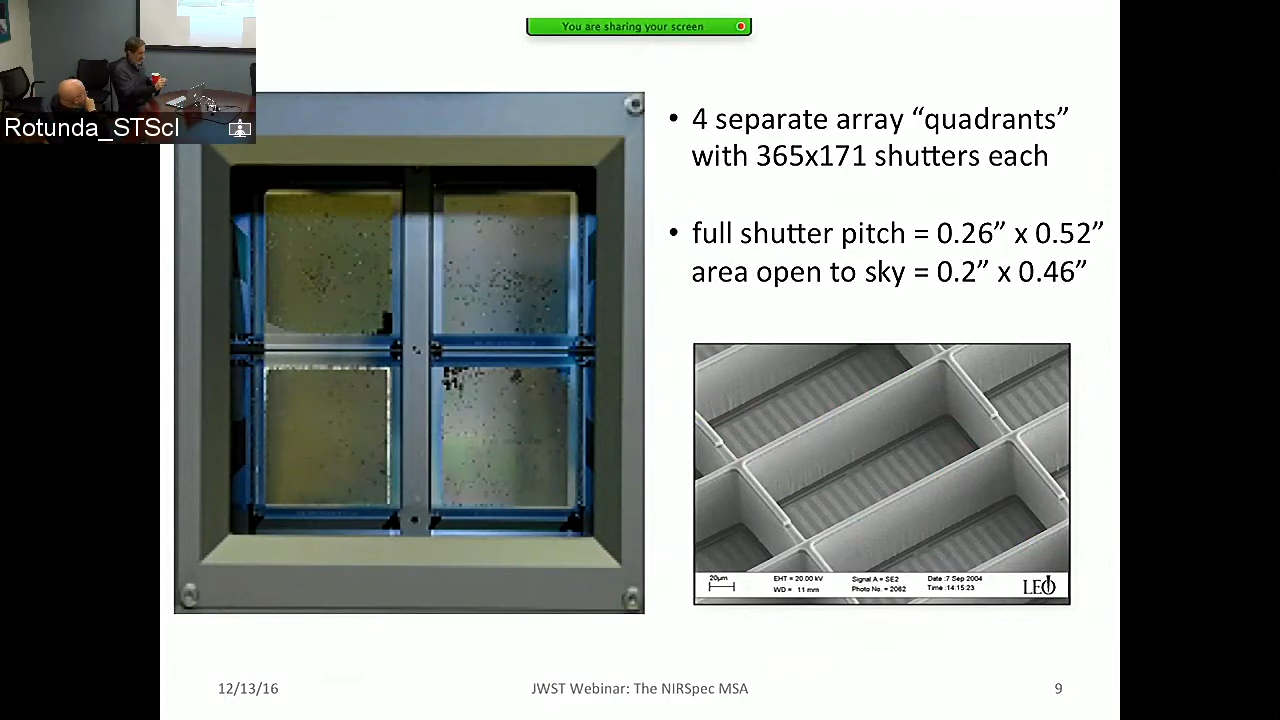 You are sharing your screen
Rotunda_STScI
• 4 separate array “quadrants”
with 365x171 shutters each
• full shutter pitch = 0.26” x 0.52”
area open to sky = 0.2” x 0.46”
20µm
EHT = 20.00 kV
WD = 11 mm
Signal A = SE2
Photo No. = 2062
Date :7 Sep 2004
Time :14:15:23
LEO
12/13/16
JWST Webinar: The NIRSpec MSA
9